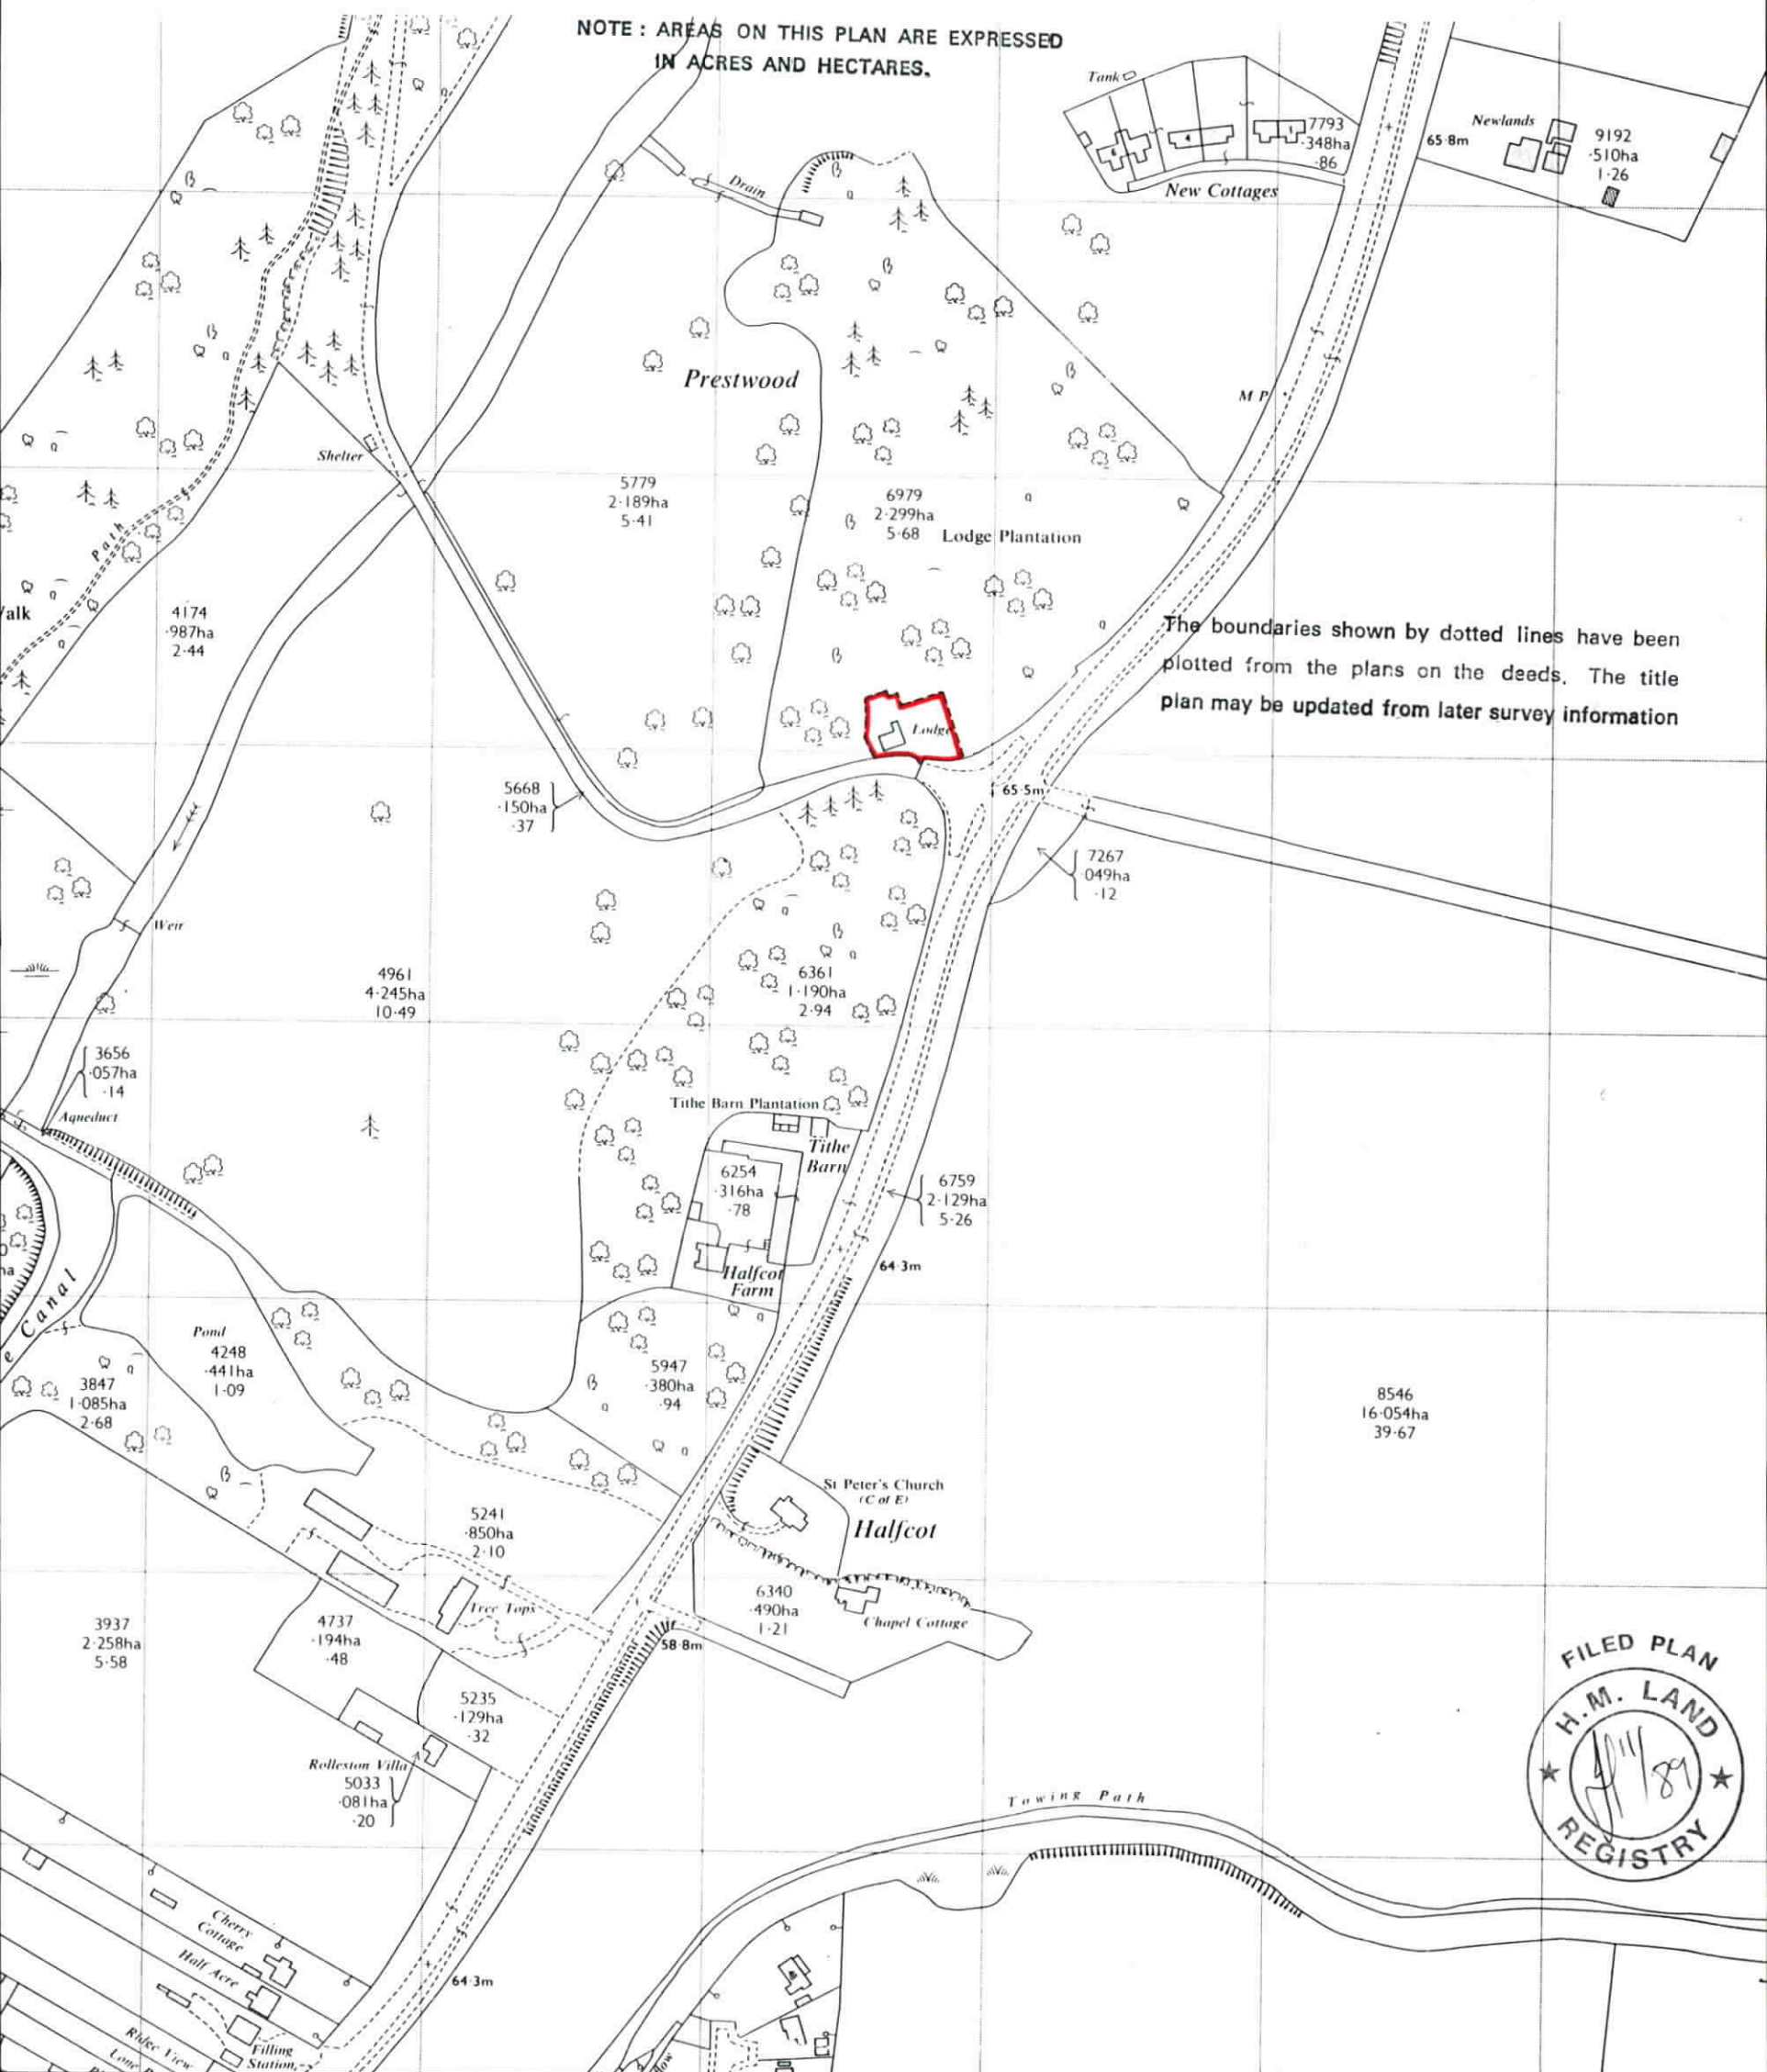 NOTE : AREAS ON THIS PLAN ARE EXPRESSED
IN ACRES AND HECTARES.
Tank
6
4
1
7793
·348ha
·86
New Cottages
65·8m
Newlands
9192
·510ha
1·26
Drain
Prestwood
M P
Shelter
5779
2·189ha
5·41
6979
2·299ha
5·68
Lodge Plantation
Path
4174
·987ha
2·44
The boundaries shown by dotted lines have been
plotted from the plans on the deeds. The title
plan may be updated from later survey information
Lodge
5668
·150ha
·37
65·5m
7267
·049ha
·12
Weir
4961
4·245ha
10·49
6361
1·190ha
2·94
3656
·057ha
·14
Aqueduct
Tithe Barn Plantation
Tithe
Barn
6254
·316ha
·78
6759
2·129ha
5·26
Halfcot
Farm
64·3m
Canal
Pond
4248
·441ha
1·09
3847
1·085ha
2·68
5947
·380ha
·94
8546
16·054ha
39·67
St Peter's Church
(C of E)
Halfcot
5241
·850ha
2·10
Tree Tops
6340
·490ha
1·21
Chapel Cottage
3937
2·258ha
5·58
4737
·194ha
·48
58·8m
5235
·129ha
·32
Rolleston Villa
5033
·081ha
·20
FILED PLAN
H.M. LAND
REGISTRY
Towing Path
Cherry
Cottage
Half Acre
64·3m
Ridge View
Filling
Station